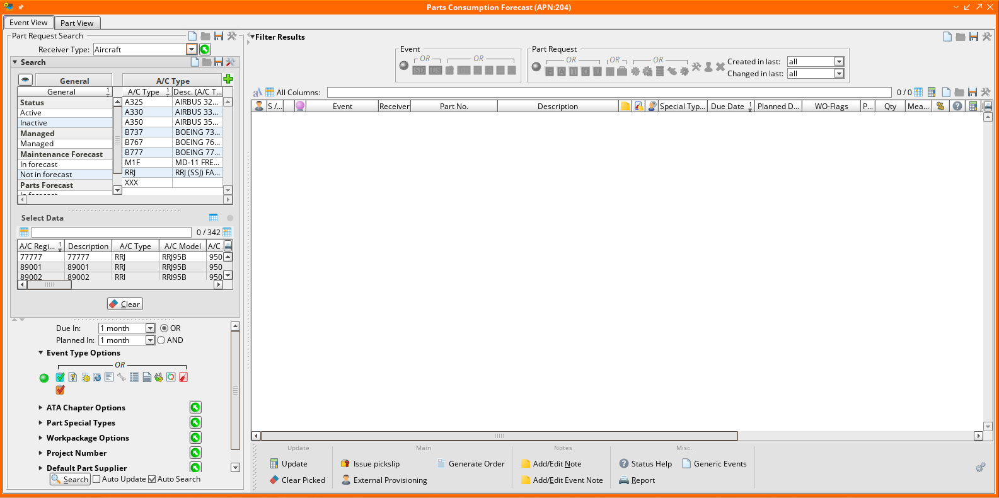 Parts Consumption Forecast (APN:204)
Event View
Part View
Part Request Search
Receiver Type: Aircraft
Search
General
A/C Type
General 1
A/C Type 1 Desc. (A/C T...
Status
Active
Inactive
Managed
Managed
Maintenance Forecast
In forecast
Not in forecast
Parts Forecast
In forecast
A32S AIRBUS 32...
A330 AIRBUS 33...
A350 AIRBUS 35...
B737 BOEING 73...
B767 BOEING 76...
B777 BOEING 77...
M1F MD-11 FRE...
RRJ RRJ (SSJ) FA...
XXX
Select Data
0 / 342
A/C Regi... 1 Description A/C Type A/C Model A/C
77777 77777 RRJ RRJ95B 950
89001 89001 RRJ RRJ95B 950
89002 89002 RRJ RRJ95B 950
Clear
Due In: 1 month OR
Planned In: 1 month AND
Event Type Options
OR
ATA Chapter Options
Part Special Types
Workpackage Options
Project Number
Default Part Supplier
Search Auto Update Auto Search
Filter Results
Event
OR OR
SD ICS
Part Request
OR OR OR
E A T O U
Created in last: all
Changed in last: all
All Columns: 0 / 0
S /... Event Receiver Part No. Description Special Typ... Due Date 1 Planned D... WO-Flags P... Qty Mea... %
Update
Update
Clear Picked
Main
Issue pickslip Generate Order
External Provisioning
Notes
Add/Edit Note
Add/Edit Event Note
Misc.
Status Help Generic Events
Report